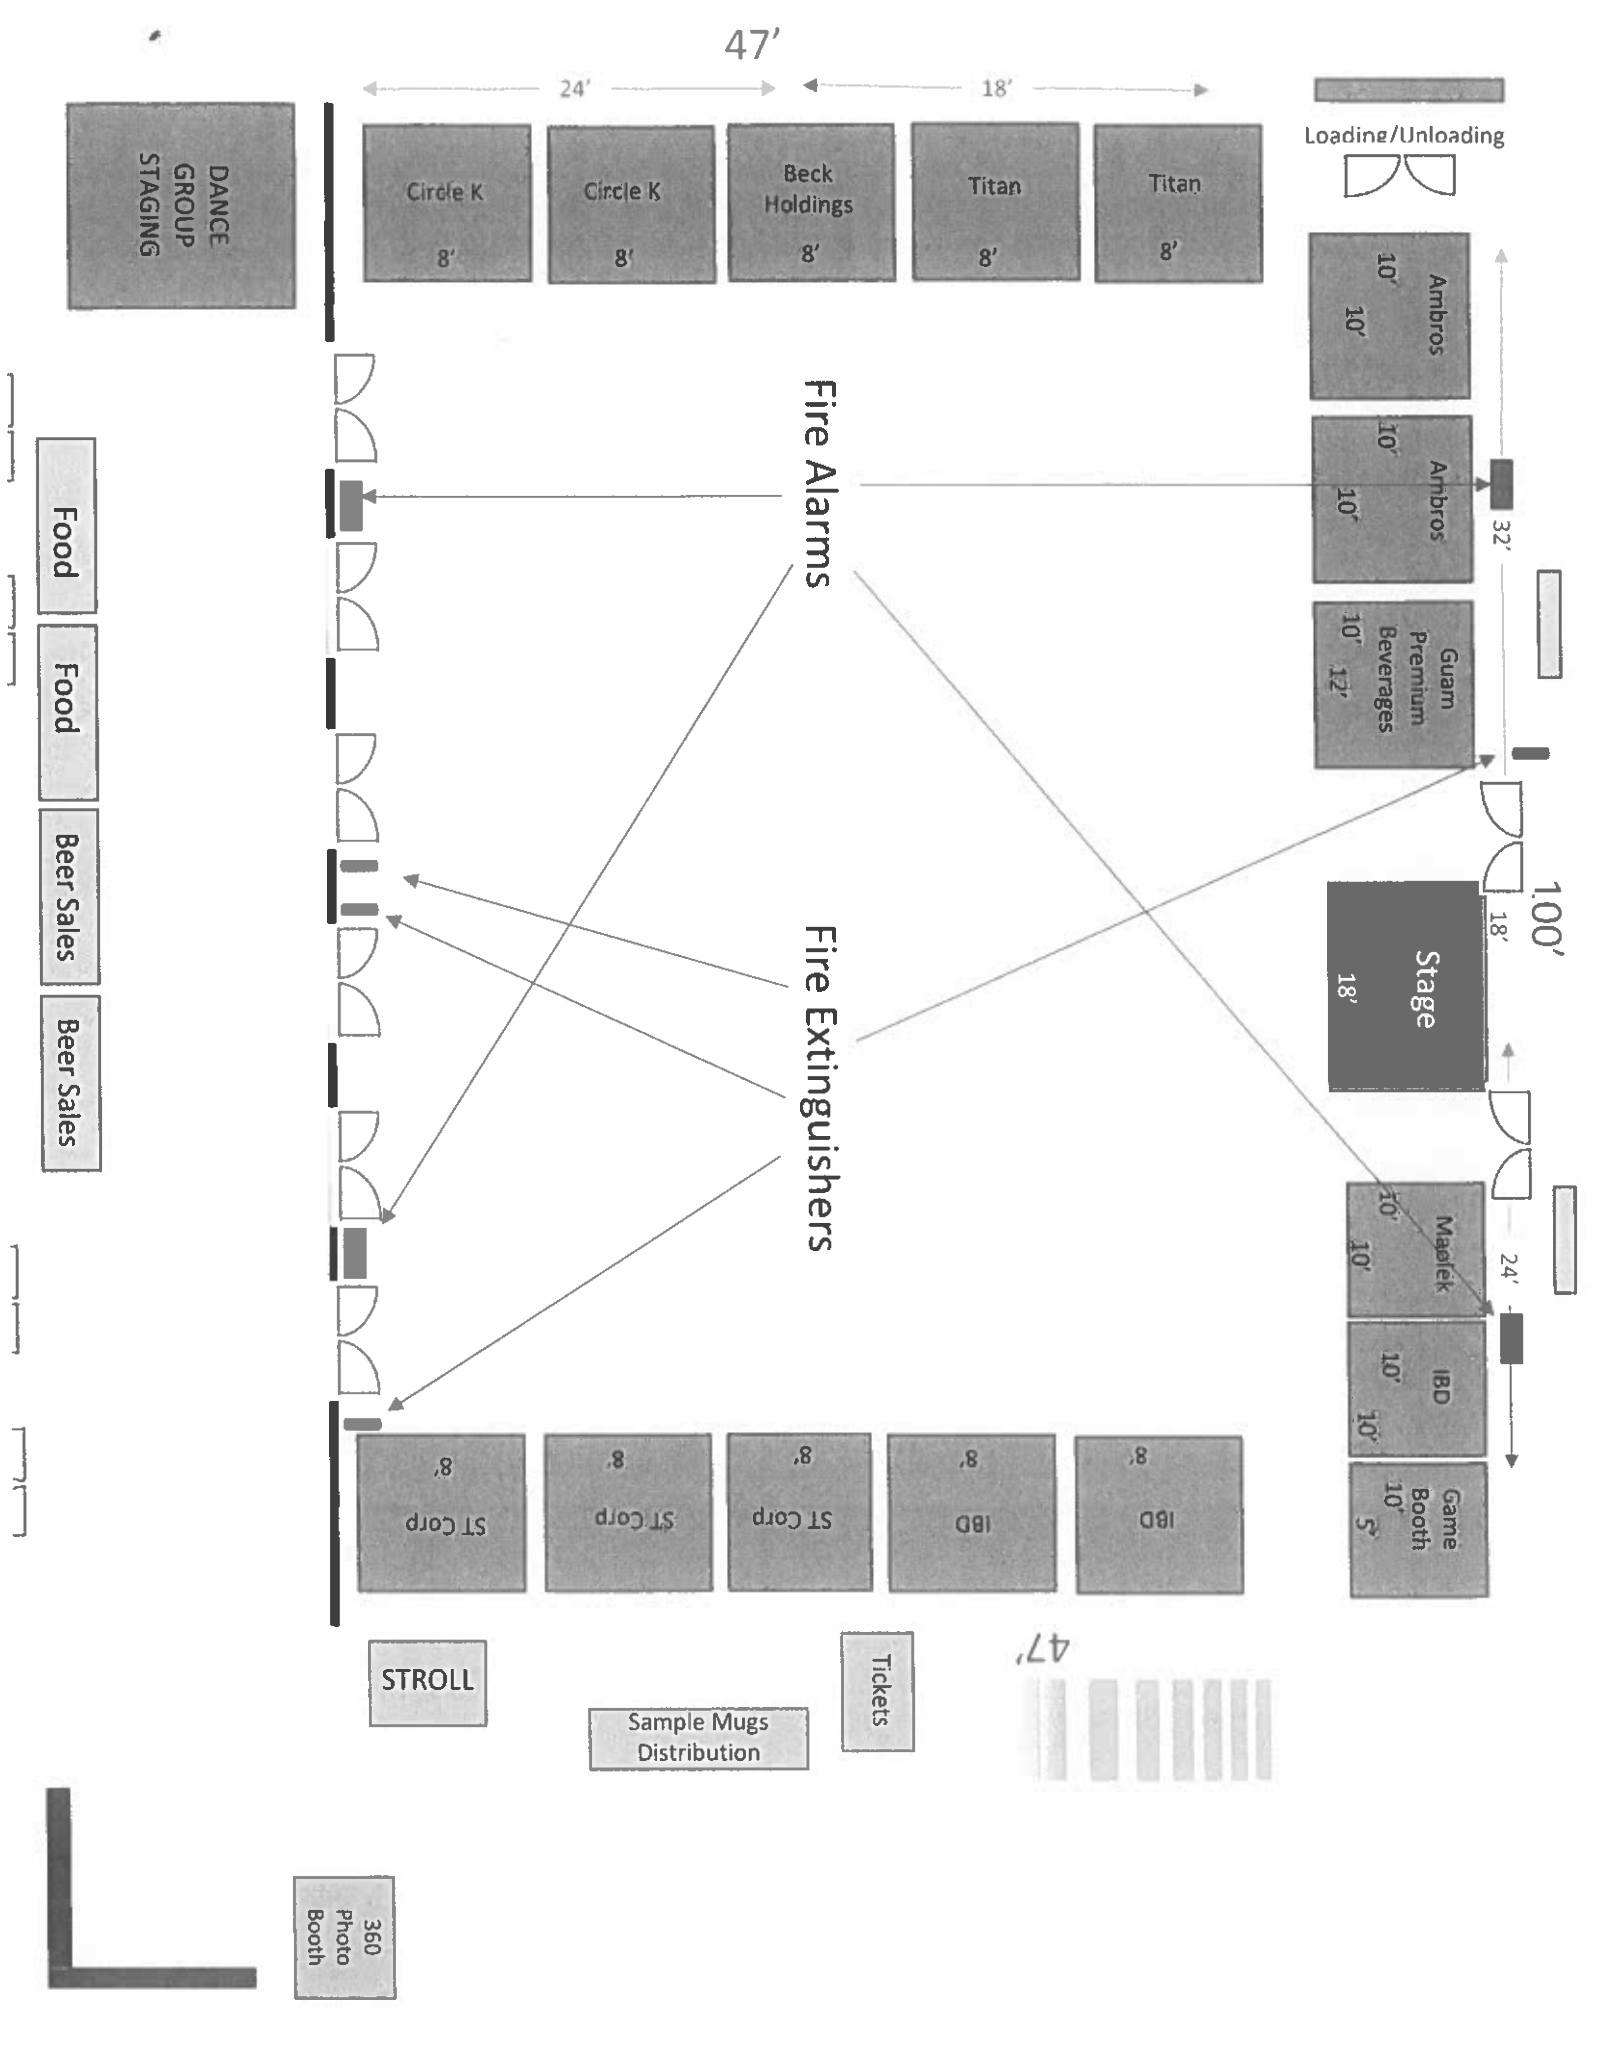 47'
24'
18'
Loading/Unloading
DANCE
GROUP
STAGING
Circle K
8'
Circle K
8'
Beck
Holdings
8'
Titan
8'
Titan
8'
Ambros
10'
10'
Ambros
10'
10'
32'
Guam
Premium
Beverages
10'
12'
Fire Alarms
Food
Food
Beer Sales
Beer Sales
100'
18'
Stage
18'
Fire Extinguishers
24'
Maolek
10'
10'
IBD
10'
10'
Game
Booth
10'
5'
8'
ST Corp
8'
ST Corp
8'
ST Corp
8'
IBD
8'
IBD
47'
STROLL
Tickets
Sample Mugs
Distribution
360
Photo
Booth